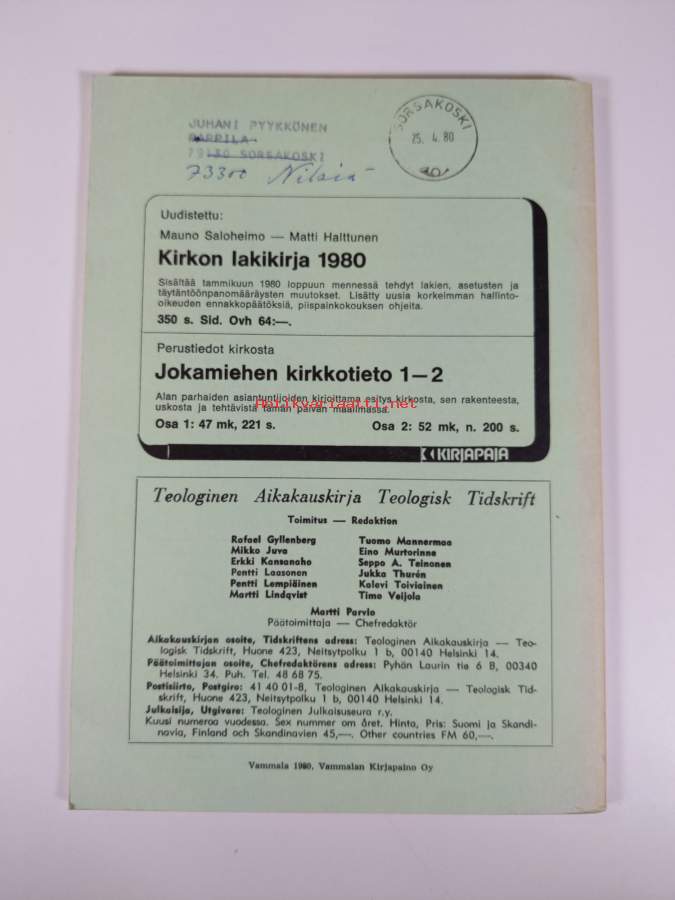 JUHANI PYYKKÖNEN
PAPPILA
79130 SORSAKOSKI
73300 Nilsiä
SORSAKOSKI
25. 4. 80
Uudistettu:
Mauno Saloheimo — Matti Halttunen
Kirkon lakikirja 1980
Sisältää tammikuun 1980 loppuun mennessä tehdyt lakien, asetusten ja
täytäntöönpanomääräysten muutokset. Lisätty uusia korkeimman hallinto-
oikeuden ennakkopäätöksiä, piispainkokouksen ohjeita.
350 s. Sid. Ovh 64:—.
Perustiedot kirkosta
Jokamiehen kirkkotieto 1—2
Alan parhaiden asiantuntijoiden kirjoittama esitys kirkosta, sen rakenteesta,
antikvariaatti.net
uskosta ja tehtävistä tämän päivän maailmassa.
Osa 1: 47 mk, 221 s. Osa 2: 52 mk, n. 200 s.
KIRJAPAJA
Teologinen Aikakauskirja Teologisk Tidskrift
Toimitus — Redaktion
Rafael Gyllenberg Tuomo Mannermaa
Mikko Juva Eino Murtorinne
Erkki Kansanaho Seppo A. Teinonen
Pentti Laasonen Jukka Thurén
Pentti Lempiäinen Kalevi Toiviainen
Martti Lindqvist Timo Veijola
Martti Parvio
Päätoimittaja — Chefredaktör
Aikakauskirjan osoite, Tidskriftens adress: Teologinen Aikakauskirja — Teo-
logisk Tidskrift, Huone 423, Neitsytpolku 1 b, 00140 Helsinki 14.
Päätoimittajan osoite, Chefredaktörens adress: Pyhän Laurin tie 6 B, 00340
Helsinki 34. Puh. Tel. 48 68 75.
Postisiirto, Postgiro: 41 40 01-8, Teologinen Aikakauskirja — Teologisk Tid-
skrift, Huone 423, Neitsytpolku 1 b, 00140 Helsinki 14.
Julkaisija, Utgivare: Teologinen Julkaisuseura r.y.
Kuusi numeroa vuodessa. Sex nummer om året. Hinta, Pris: Suomi ja Skandi-
navia, Finland och Skandinavien 45,—. Other countries FM 60,—.
Vammala 1980, Vammalan Kirjapaino Oy